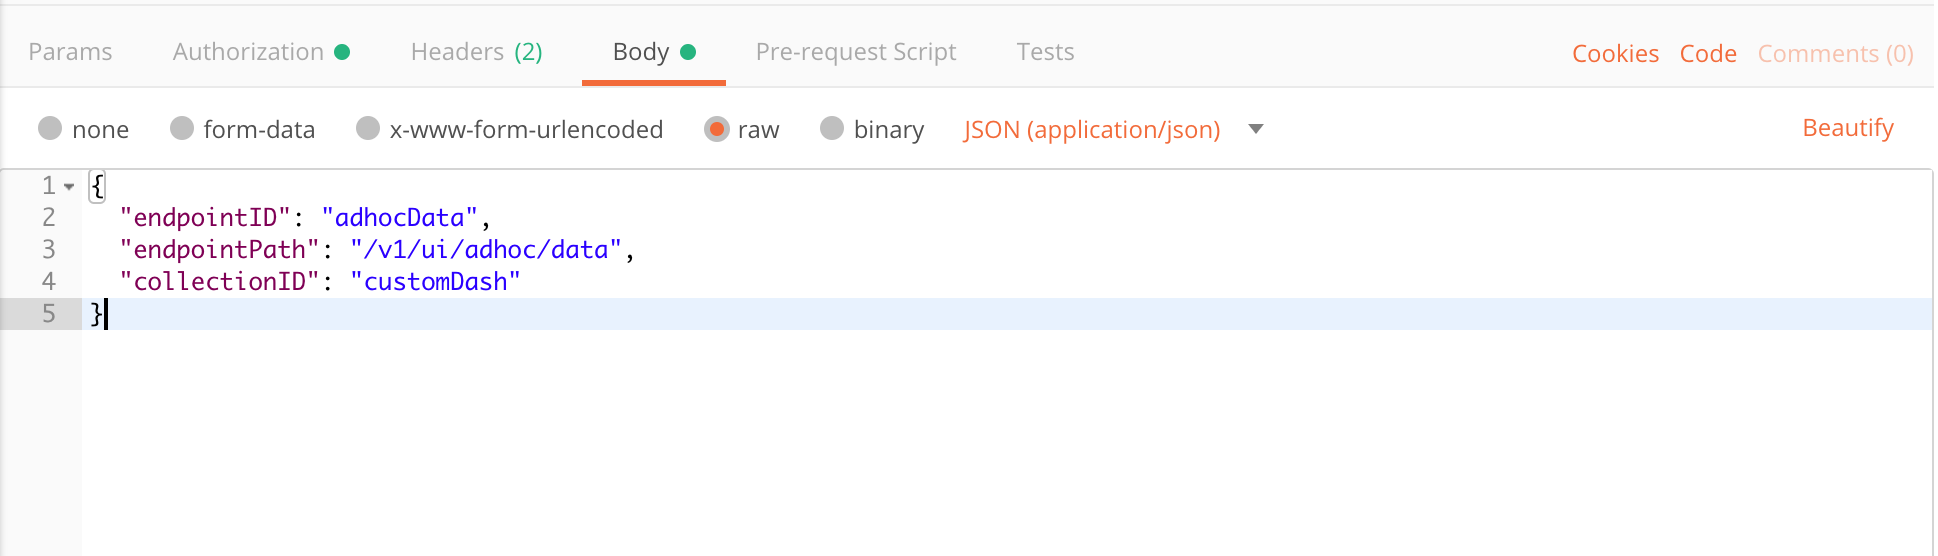 Params Authorization Headers (2) Body Pre-request Script Tests Cookies Code Comments (0)
none form-data x-www-form-urlencoded raw binary JSON (application/json) Beautify
1 {
2 "endpointID": "adhocData",
3 "endpointPath": "/v1/ui/adhoc/data",
4 "collectionID": "customDash"
5 }